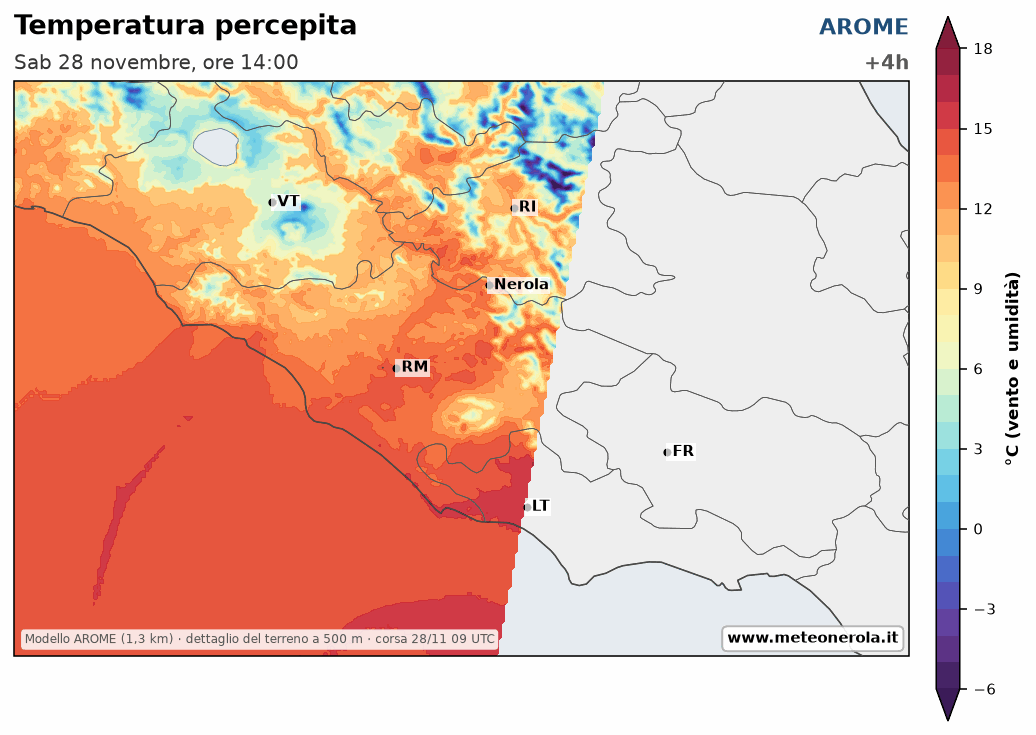 Temperatura percepita
AROME
Sab 28 novembre, ore 14:00
+4h
VT
RI
Nerola
RM
FR
LT
Modello AROME (1,3 km) · dettaglio del terreno a 500 m · corsa 28/11 09 UTC
www.meteonerola.it
18
15
12
9
6
3
0
−3
−6
°C (vento e umidità)